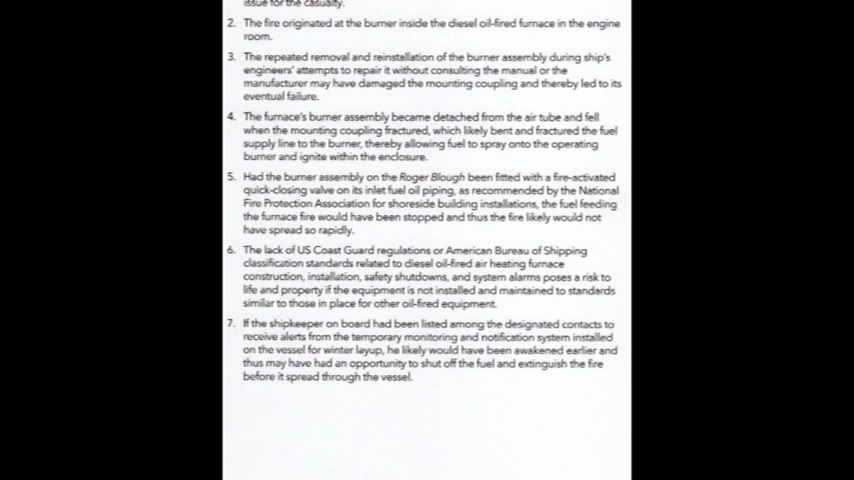 issue for the casualty.
2. The fire originated at the burner inside the diesel oil-fired furnace in the engine
room.
3. The repeated removal and reinstallation of the burner assembly during ship's
engineers' attempts to repair it without consulting the manual or the
manufacturer may have damaged the mounting coupling and thereby led to its
eventual failure.
4. The furnace's burner assembly became detached from the air tube and fell
when the mounting coupling fractured, which likely bent and fractured the fuel
supply line to the burner, thereby allowing fuel to spray onto the operating
burner and ignite within the enclosure.
5. Had the burner assembly on the Roger Blough been fitted with a fire-activated
quick-closing valve on its inlet fuel oil piping, as recommended by the National
Fire Protection Association for shoreside building installations, the fuel feeding
the furnace fire would have been stopped and thus the fire likely would not
have spread so rapidly.
6. The lack of US Coast Guard regulations or American Bureau of Shipping
classification standards related to diesel oil-fired air heating furnace
construction, installation, safety shutdowns, and system alarms poses a risk to
life and property if the equipment is not installed and maintained to standards
similar to those in place for other oil-fired equipment.
7. If the shipkeeper on board had been listed among the designated contacts to
receive alerts from the temporary monitoring and notification system installed
on the vessel for winter layup, he likely would have been awakened earlier and
thus may have had an opportunity to shut off the fuel and extinguish the fire
before it spread through the vessel.